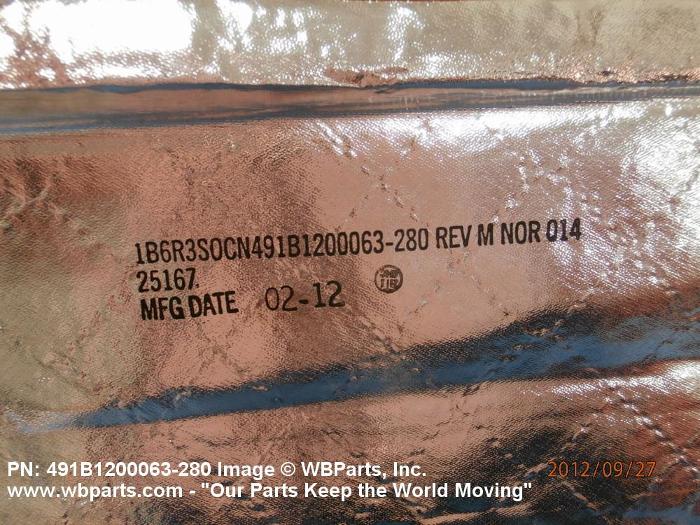 1B6R3SOCN491B1200063-280 REV M NOR 014
25167.
MFG DATE 02-12
PN: 491B1200063-280 Image © WBParts, Inc.
2012/09/27
www.wbparts.com - "Our Parts Keep the World Moving"